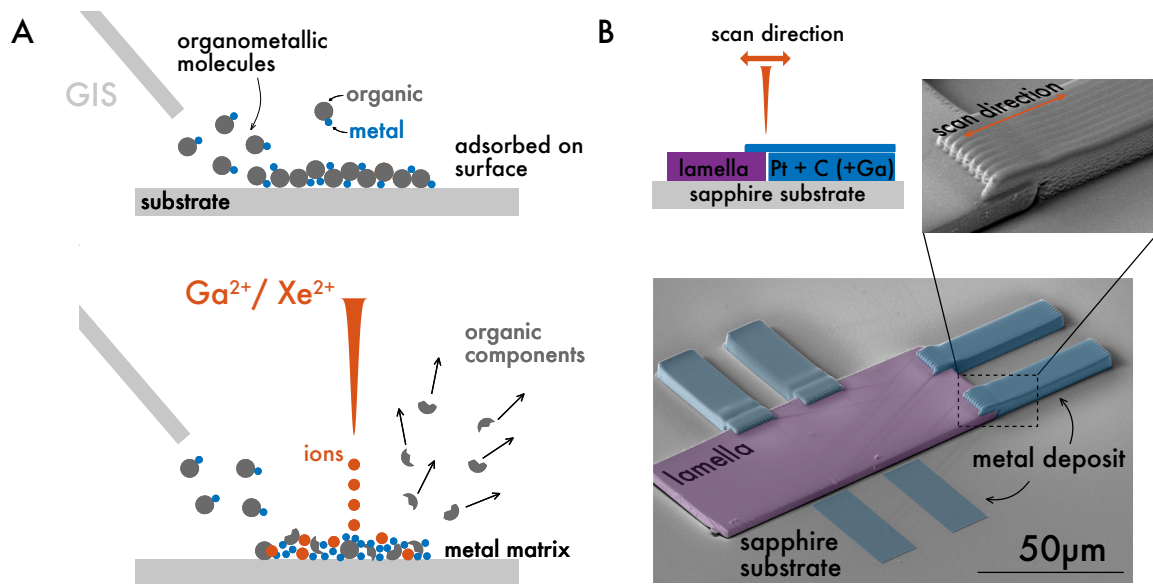 A
organometallic
molecules
GIS
organic
metal
adsorbed on
surface
substrate
Ga²⁺/ Xe²⁺
organic
components
ions
metal matrix
B
scan direction
scan direction
lamella
Pt + C (+Ga)
sapphire substrate
lamella
metal deposit
sapphire
substrate
50µm